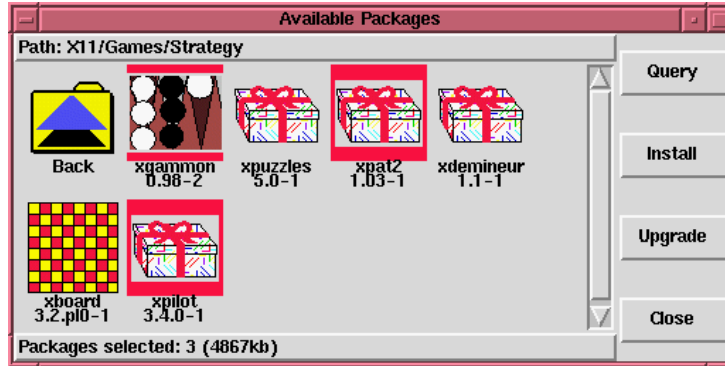 Available Packages
Path: X11/Games/Strategy
Back
xgammon
0.98-2
xpuzzles
5.0-1
xpat2
1.03-1
xdemineur
1.1-1
xboard
3.2.pl0-1
xpilot
3.4.0-1
Query
Install
Upgrade
Close
Packages selected: 3 (4867kb)